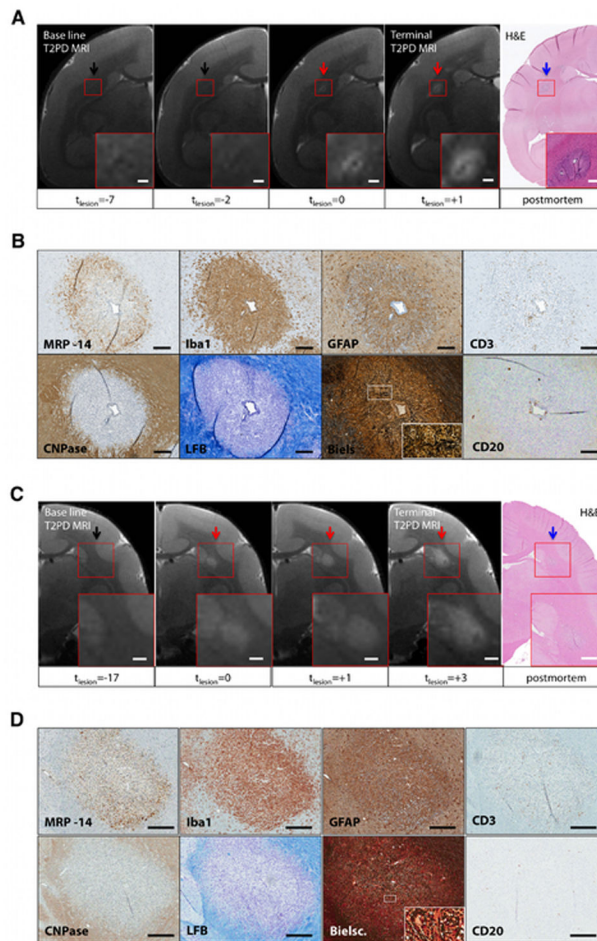 A
Base line
T2PD MRI
Terminal
T2PD MRI
H&E
tlesion=-7
tlesion=-2
tlesion=0
tlesion=+1
postmortem
B
MRP -14
Iba1
GFAP
CD3
CNPase
LFB
Biels
CD20
C
Base line
T2PD MRI
Terminal
T2PD MRI
H&E
tlesion=-17
tlesion=0
tlesion=+1
tlesion=+3
postmortem
D
MRP -14
Iba1
GFAP
CD3
CNPase
LFB
Bielsc.
CD20